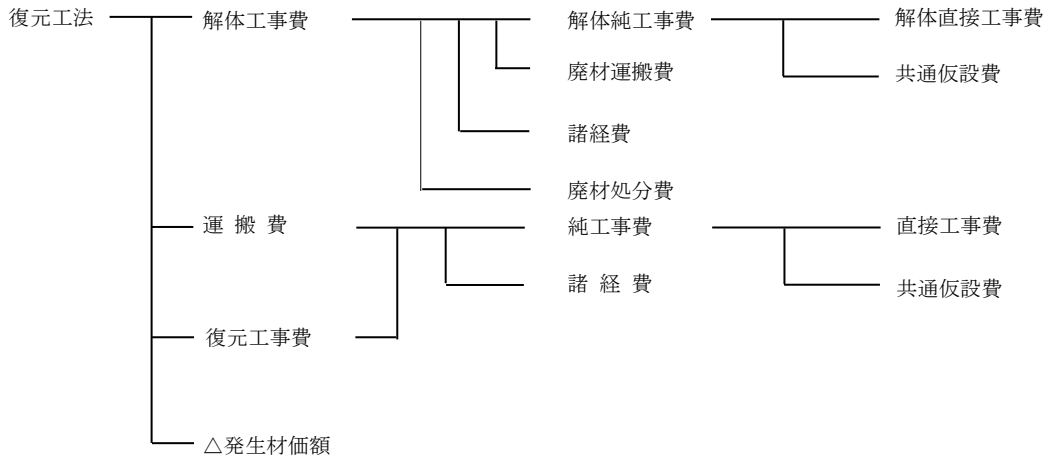 復元工法 解体工事費 解体純工事費 解体直接工事費
廃材運搬費 共通仮設費
諸経費
廃材処分費
運 搬 費 純工事費 直接工事費
諸 経 費 共通仮設費
復元工事費
△発生材価額